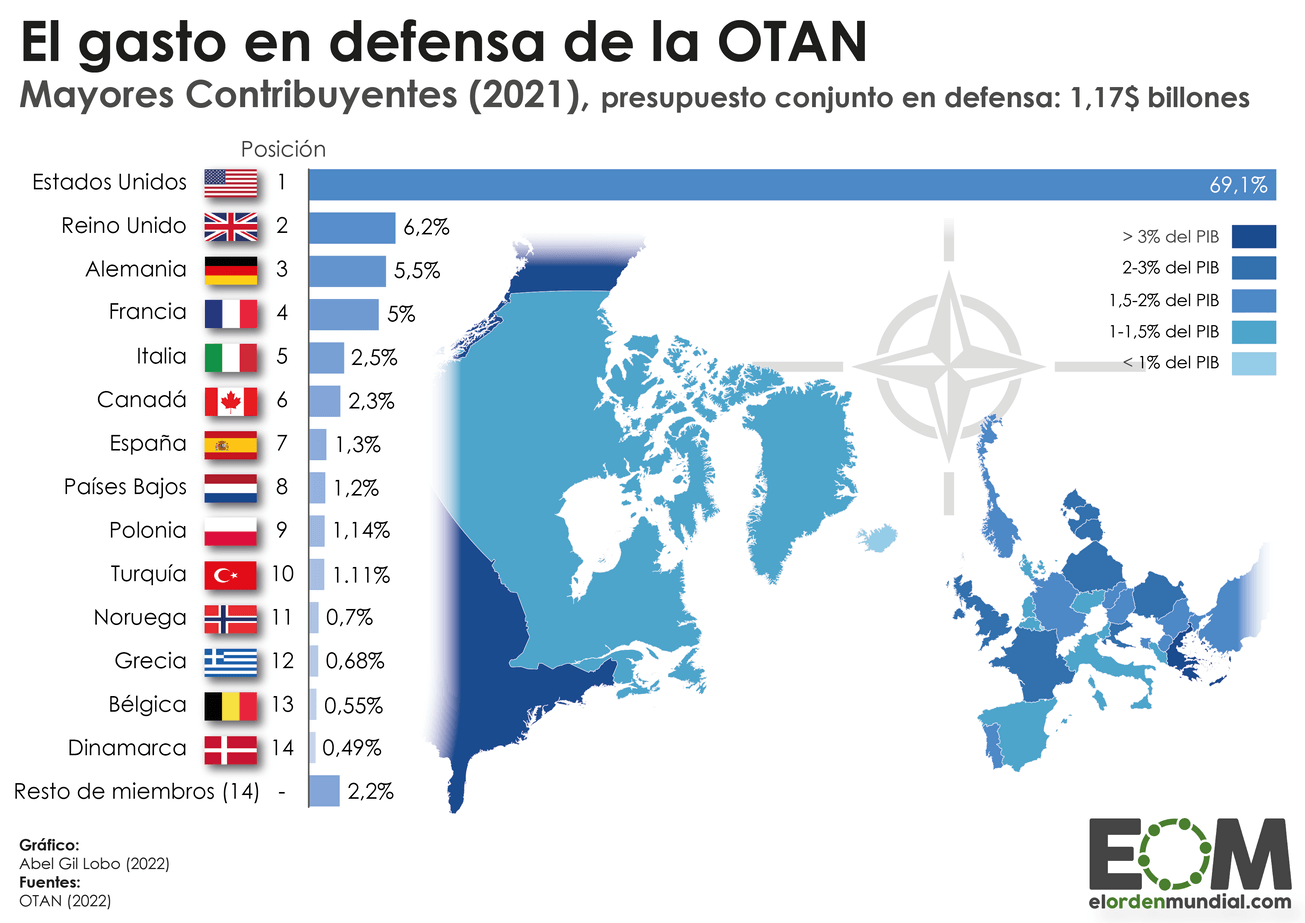 El gasto en defensa de la OTAN
Mayores Contribuyentes (2021), presupuesto conjunto en defensa: 1,17$ billones
Posición
Estados Unidos 1 69,1%
Reino Unido 2 6,2%
Alemania 3 5,5%
Francia 4 5%
Italia 5 2,5%
Canadá 6 2,3%
España 7 1,3%
Países Bajos 8 1,2%
Polonia 9 1,14%
Turquía 10 1.11%
Noruega 11 0,7%
Grecia 12 0,68%
Bélgica 13 0,55%
Dinamarca 14 0,49%
Resto de miembros (14) - 2,2%
> 3% del PIB
2-3% del PIB
1,5-2% del PIB
1-1,5% del PIB
< 1% del PIB
Gráfico:
Abel Gil Lobo (2022)
Fuentes:
OTAN (2022)
EOM
elordenmundial.com